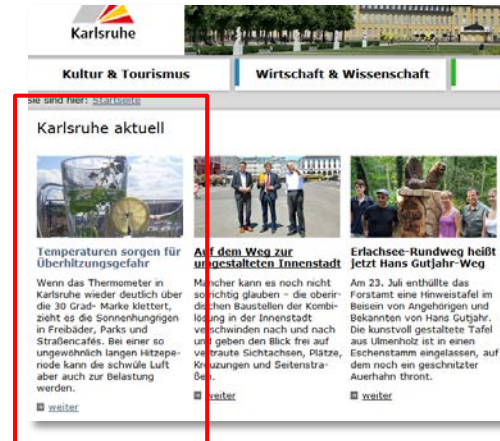 Karlsruhe
Kultur & Tourismus
Wirtschaft & Wissenschaft
Sie sind hier: Startseite
Karlsruhe aktuell
Temperaturen sorgen für
Überhitzungsgefahr
Wenn das Thermometer in
Karlsruhe wieder deutlich über
die 30 Grad- Marke klettert,
zieht es die Sonnenhungrigen
in Freibäder, Parks und
Straßencafés. Bei einer so
ungewöhnlich langen Hitzepe-
riode kann die schwüle Luft
aber auch zur Belastung
werden.
weiter
Auf dem Weg zur
umgestalteten Innenstadt
Mancher kann es noch nicht
so richtig glauben – die oberir-
dischen Baustellen der Kombi-
lösung in der Innenstadt
verschwinden nach und nach
und geben den Blick frei auf
vertraute Sichtachsen, Plätze,
Kreuzungen und Seitenstra-
ßen.
weiter
Erlachsee-Rundweg heißt
jetzt Hans Gutjahr-Weg
Am 23. Juli enthüllte das
Forstamt eine Hinweistafel im
Beisein von Angehörigen und
Bekannten von Hans Gutjahr.
Die kunstvoll gestaltete Tafel
aus Ulmenholz ist in einen
Eschenstamm eingelassen, auf
dem noch ein geschnitzter
Auerhahn thront.
weiter